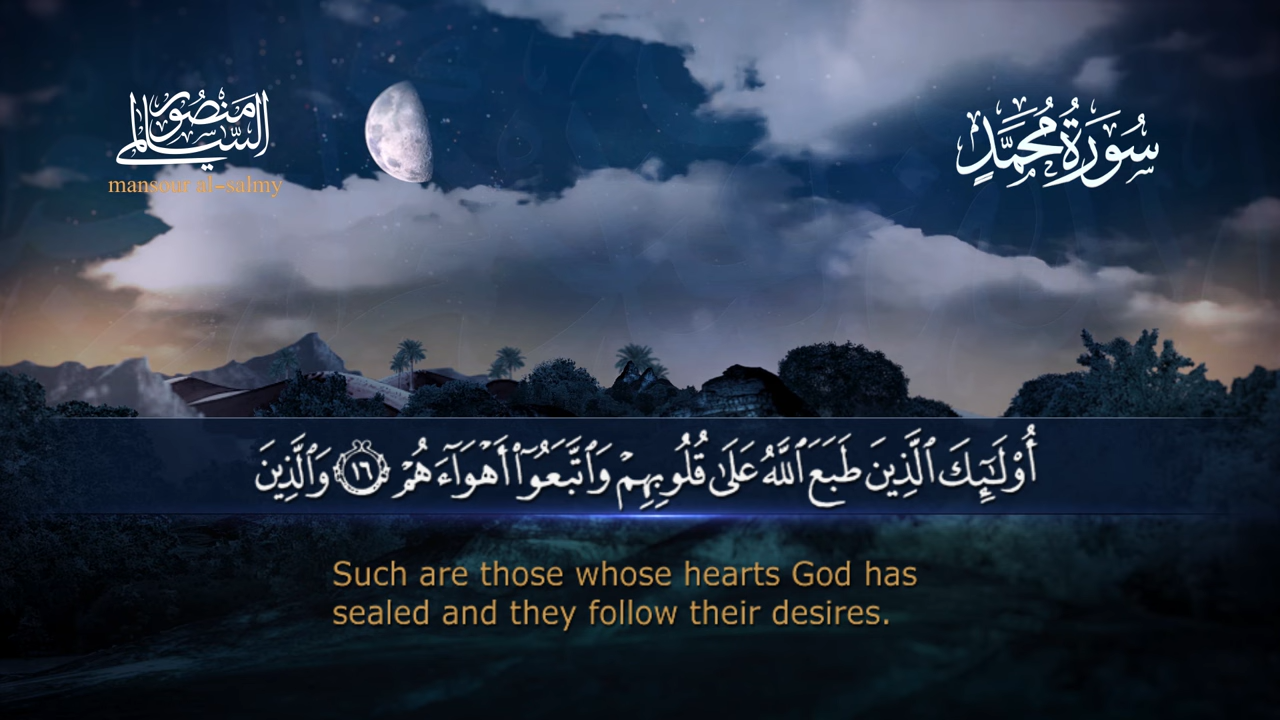 المنصور السالمي
mansour al-salmy
سُورَةُ مُحَمَّدٍ
أُو۟لَـٰٓئِكَ ٱلَّذِينَ طَبَعَ ٱللَّهُ عَلَىٰ قُلُوبِهِمْ وَٱتَّبَعُوٓا۟ أَهْوَآءَهُمْ ۝١٦ وَٱلَّذِينَ
Such are those whose hearts God has
sealed and they follow their desires.